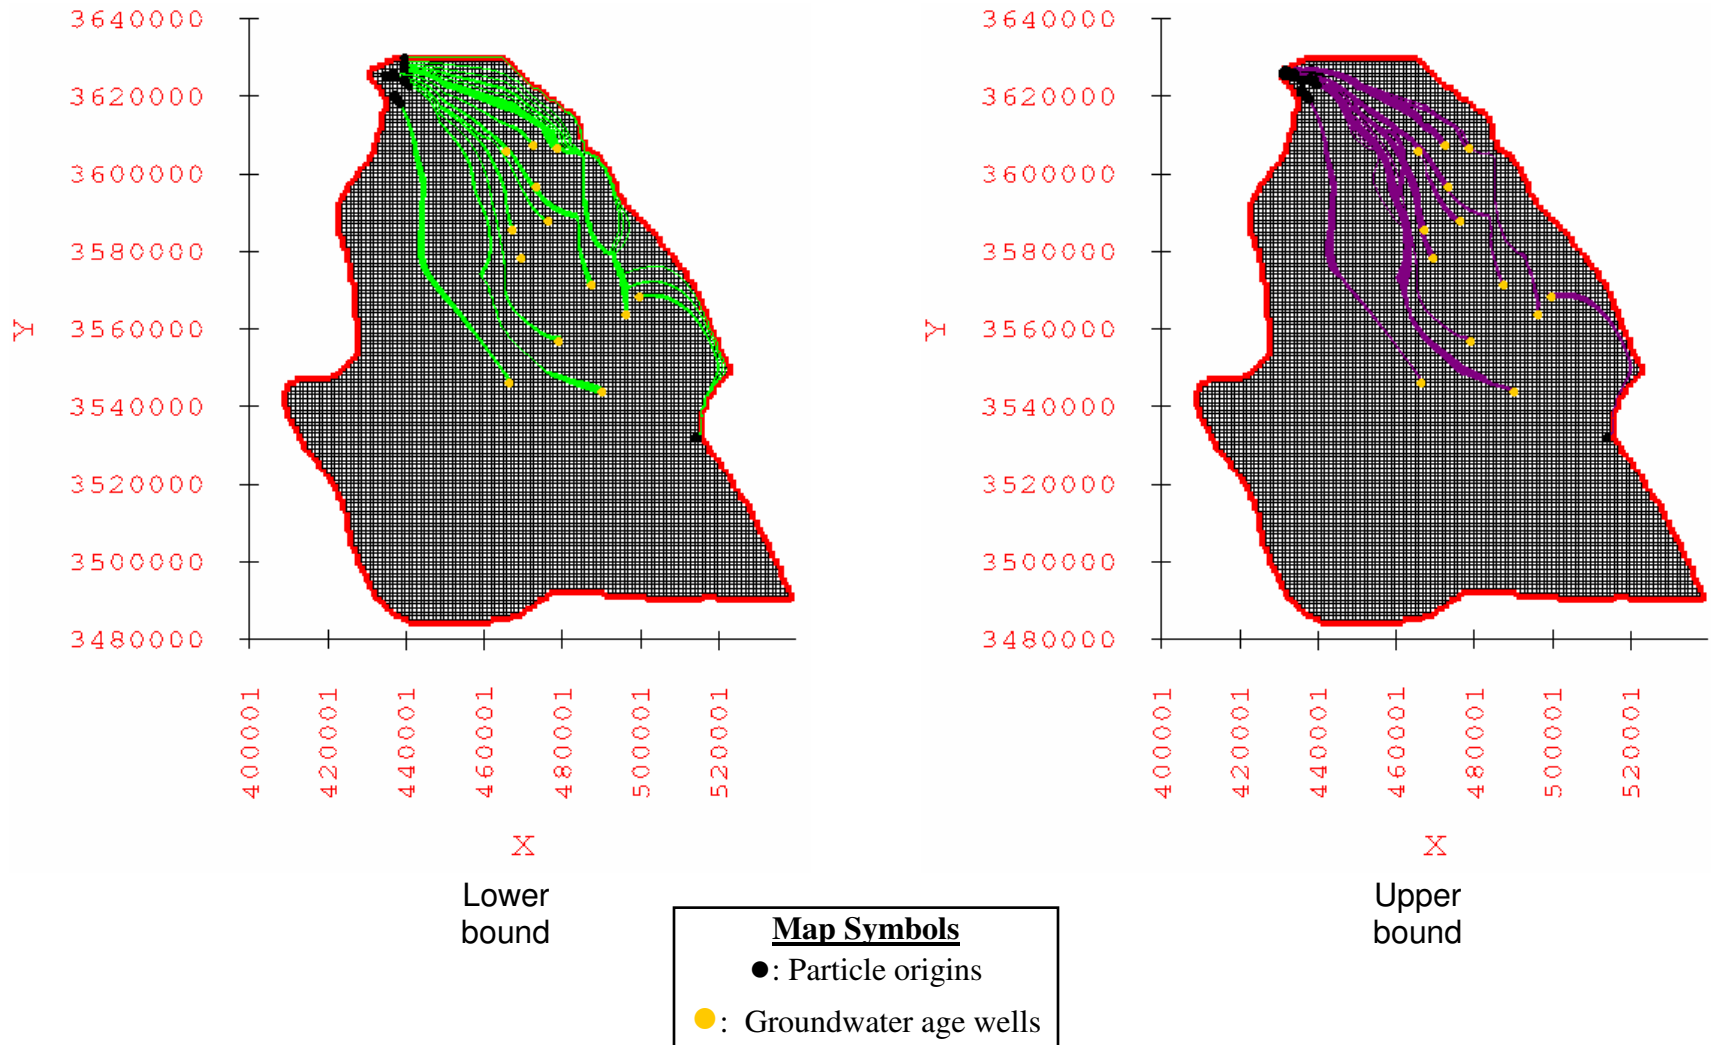 3640000
3620000
3600000
3580000
3560000
3540000
3520000
3500000
3480000
Y
400001
420001
440001
460001
480001
500001
520001
X
Lower
bound
3640000
3620000
3600000
3580000
3560000
3540000
3520000
3500000
3480000
Y
400001
420001
440001
460001
480001
500001
520001
X
Upper
bound
Map Symbols
: Particle origins
: Groundwater age wells